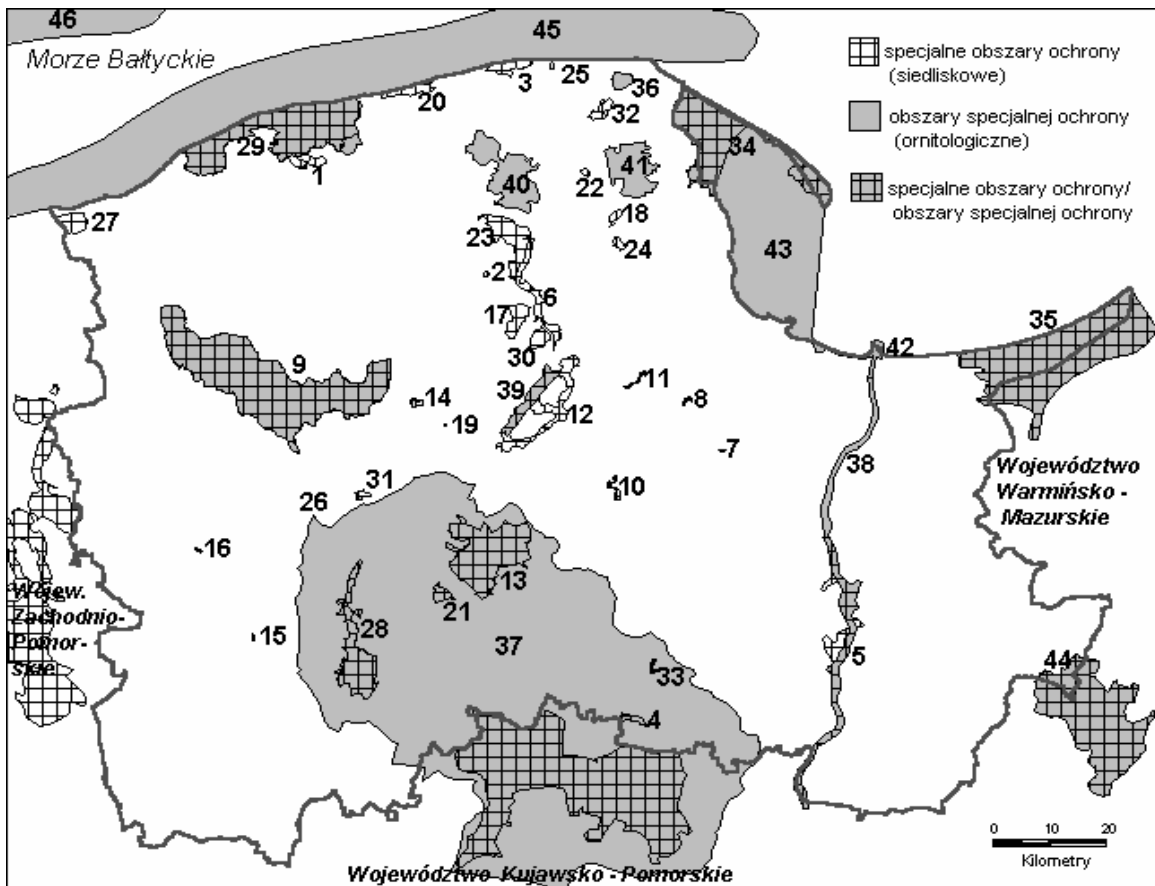 46
45
Morze Bałtyckie
specjalne obszary ochrony
(siedliskowe)
3
25
36
20
32
obszary specjalnej ochrony
(ornitologiczne)
29
34
1
41
40
22
specjalne obszary ochrony/
obszary specjalnej ochrony
18
27
23
24
43
2
6
17
35
30
42
9
39
11
14
8
12
19
7
38
Województwo
Warmińsko -
Mazurskie
31
10
26
16
13
Wojew.
Zachodnio-
Pomor-
skie
21
28
15
37
5
44
33
4
0 10 20
Kilometry
Województwo Kujawsko - Pomorskie